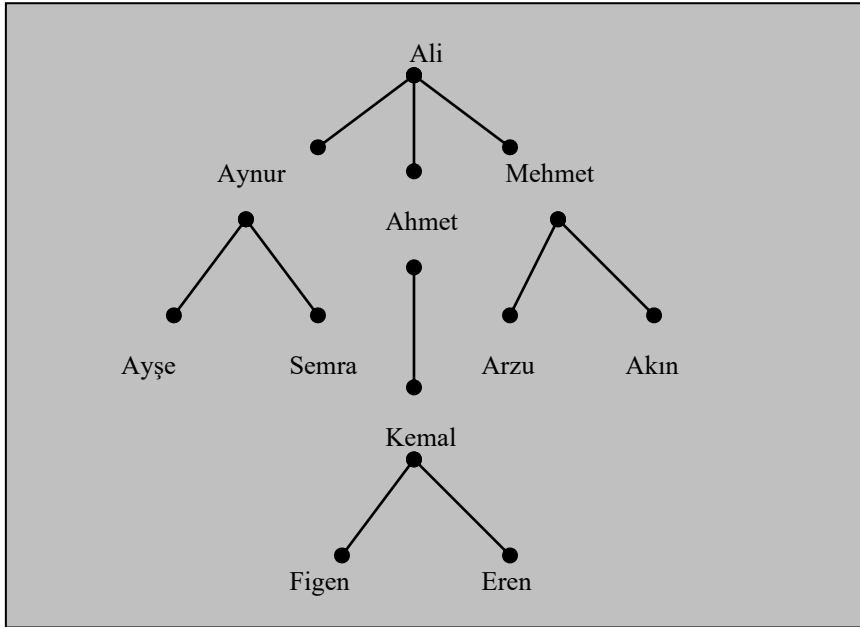 Ali
Aynur
Mehmet
Ahmet
Ayşe
Semra
Arzu
Akın
Kemal
Figen
Eren